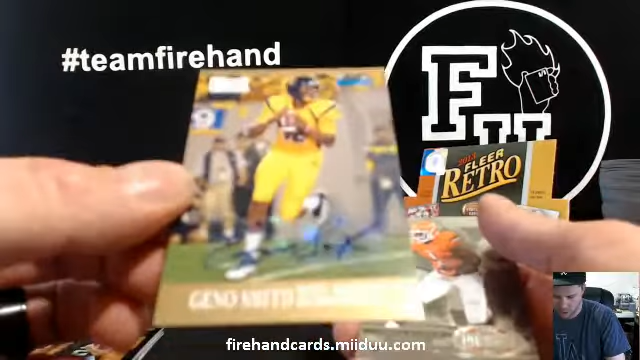 #teamfirehand
F
H
2013
FLEER
RETRO
GENO SMITH
firehandcards.miiduu.com